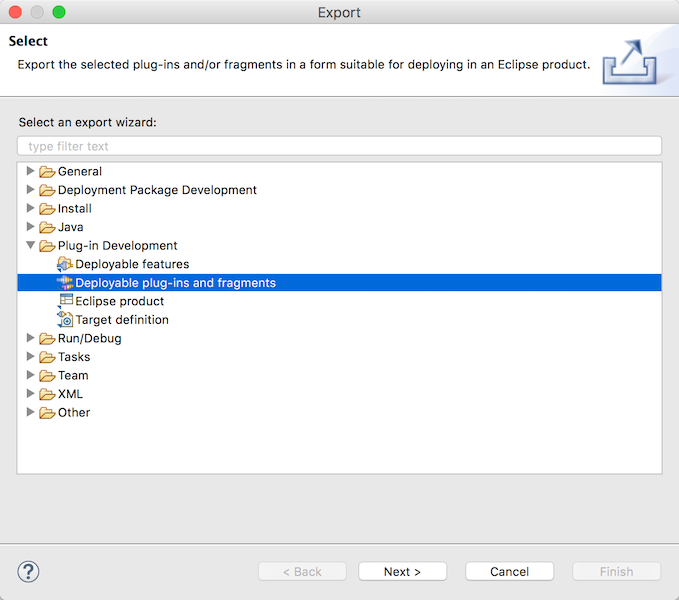 Export
Select
Export the selected plug-ins and/or fragments in a form suitable for deploying in an Eclipse product.
Select an export wizard:
type filter text
General
Deployment Package Development
Install
Java
Plug-in Development
Deployable features
Deployable plug-ins and fragments
Eclipse product
Target definition
Run/Debug
Tasks
Team
XML
Other
?
< Back
Next >
Cancel
Finish